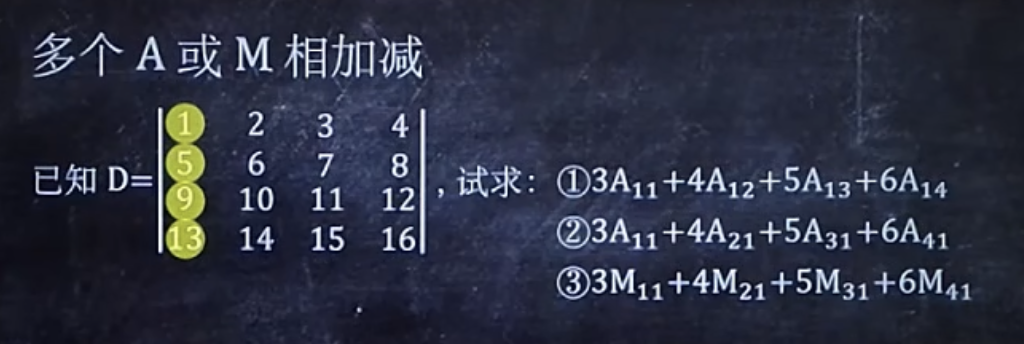 多个 A 或 M 相加减
已知 D=
1 2 3 4
5 6 7 8
9 10 11 12
13 14 15 16
, 试求:
①3A₁₁+4A₁₂+5A₁₃+6A₁₄
②3A₁₁+4A₂₁+5A₃₁+6A₄₁
③3M₁₁+4M₂₁+5M₃₁+6M₄₁